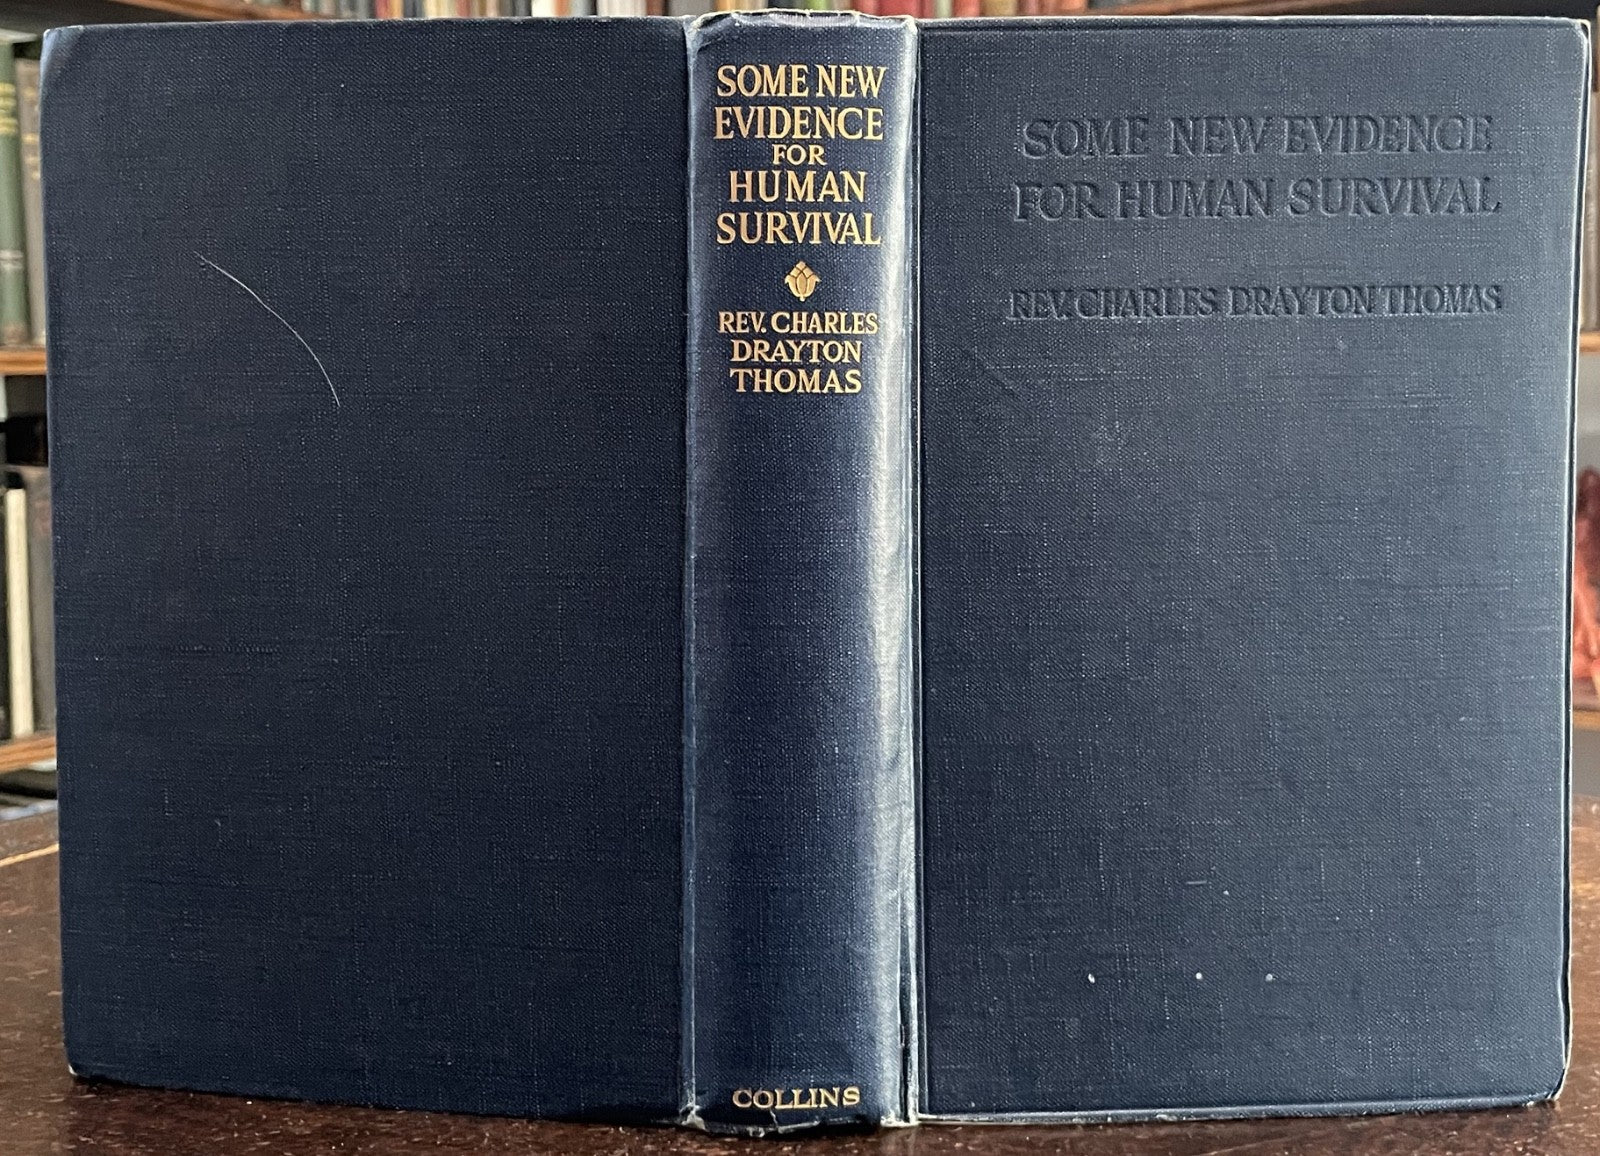 SOME NEW
EVIDENCE
FOR
HUMAN
SURVIVAL
REV. CHARLES
DRAYTON
THOMAS
COLLINS
SOME NEW EVIDENCE
FOR HUMAN SURVIVAL
REV. CHARLES DRAYTON THOMAS